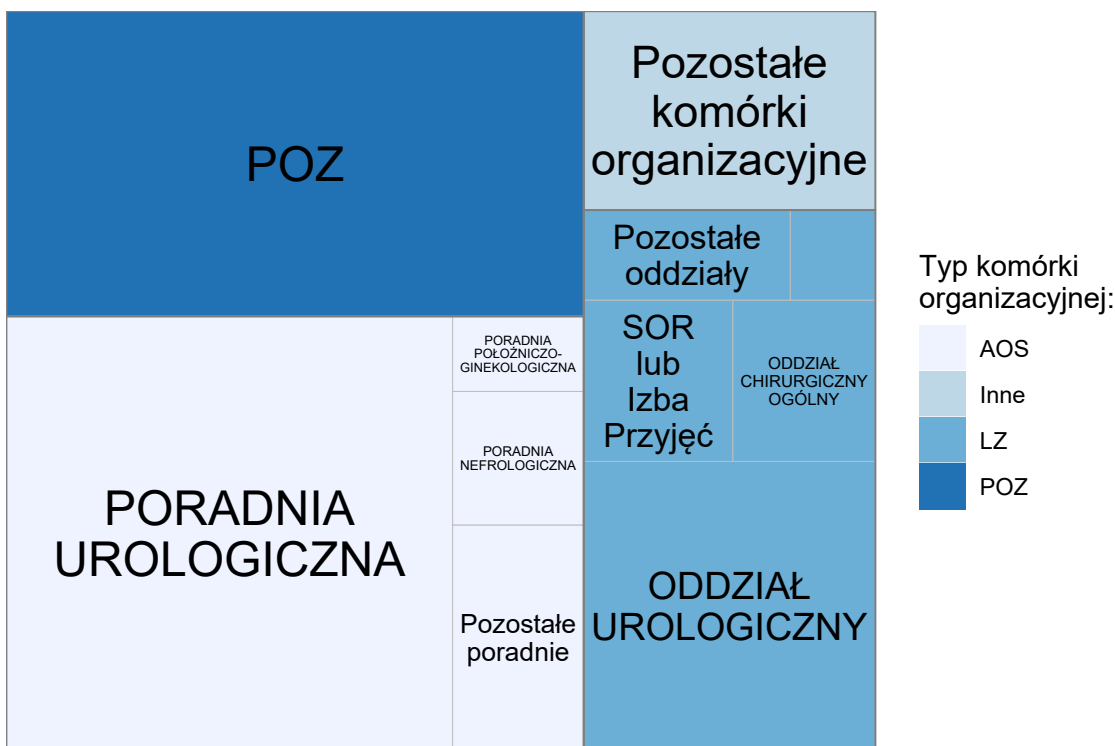 POZ
Pozostałe
komórki
organizacyjne
Pozostałe
oddziały
SOR
lub
Izba
Przyjęć
ODDZIAŁ
CHIRURGICZNY
OGÓLNY
PORADNIA
POŁOŻNICZO-
GINEKOLOGICZNA
PORADNIA
NEFROLOGICZNA
PORADNIA
UROLOGICZNA
Pozostałe
poradnie
ODDZIAŁ
UROLOGICZNY
Typ komórki
organizacyjnej:
AOS
Inne
LZ
POZ